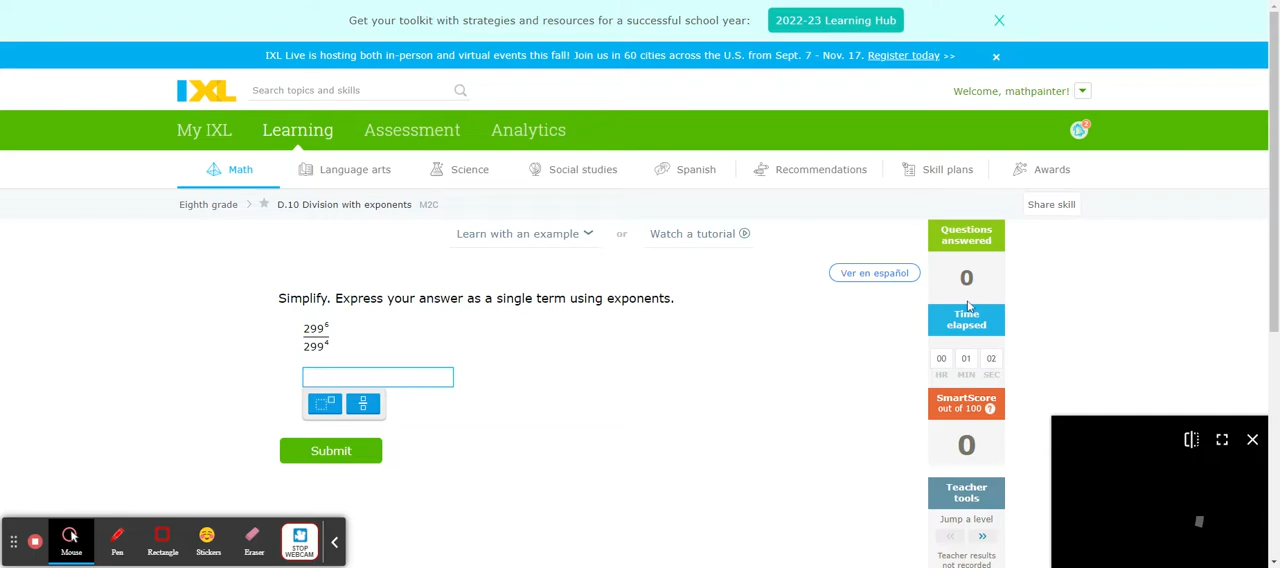 Get your toolkit with strategies and resources for a successful school year: 2022-23 Learning Hub
IXL Live is hosting both in-person and virtual events this fall! Join us in 60 cities across the U.S. from Sept. 7 - Nov. 17. Register today >>
IXL Search topics and skills Welcome, mathpainter!
My IXL Learning Assessment Analytics 2
Math Language arts Science Social studies Spanish Recommendations Skill plans Awards
Eighth grade > D.10 Division with exponents M2C Share skill
Learn with an example or Watch a tutorial
Ver en español
Simplify. Express your answer as a single term using exponents.
299⁶
299⁴
Submit
Questions answered
0
Time elapsed
00 01 02
HR MIN SEC
SmartScore
out of 100 ?
0
Teacher tools
Jump a level
<< >>
Teacher results
not recorded
Mouse Pen Rectangle Stickers Eraser STOP WEBCAM